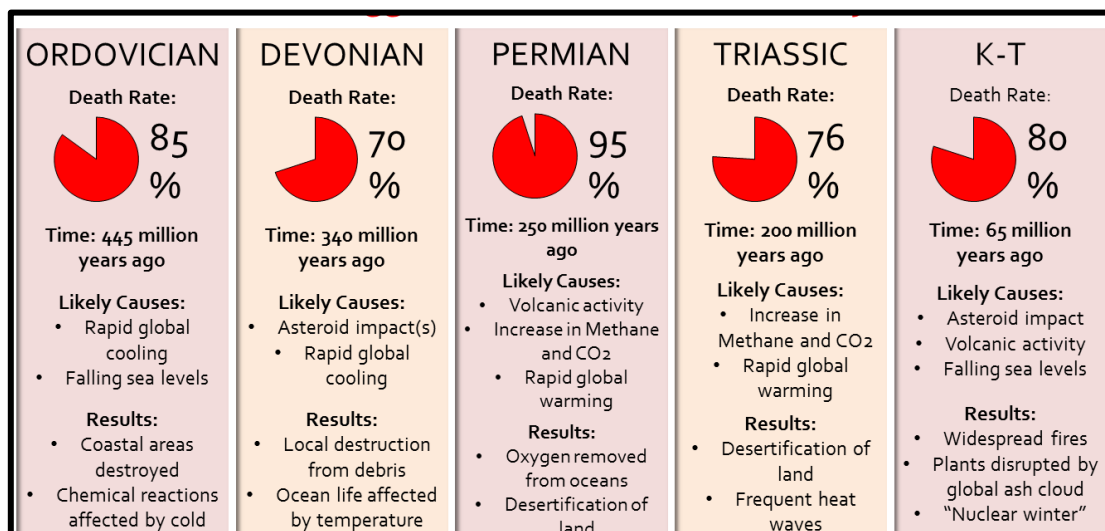 ORDOVICIAN
Death Rate:
85
%
Time: 445 million
years ago
Likely Causes:
• Rapid global
cooling
• Falling sea levels
Results:
• Coastal areas
destroyed
• Chemical reactions
affected by cold
DEVONIAN
Death Rate:
70
%
Time: 340 million
years ago
Likely Causes:
• Asteroid impact(s)
• Rapid global
cooling
Results:
• Local destruction
from debris
• Ocean life affected
by temperature
PERMIAN
Death Rate:
95
%
Time: 250 million years
ago
Likely Causes:
• Volcanic activity
• Increase in Methane
and CO2
• Rapid global
warming
Results:
• Oxygen removed
from oceans
• Desertification of
land
TRIASSIC
Death Rate:
76
%
Time: 200 million
years ago
Likely Causes:
• Increase in
Methane and CO2
• Rapid global
warming
Results:
• Desertification of
land
• Frequent heat
waves
K-T
Death Rate:
80
%
Time: 65 million
years ago
Likely Causes:
• Asteroid impact
• Volcanic activity
• Falling sea levels
Results:
• Widespread fires
• Plants disrupted by
global ash cloud
• “Nuclear winter”